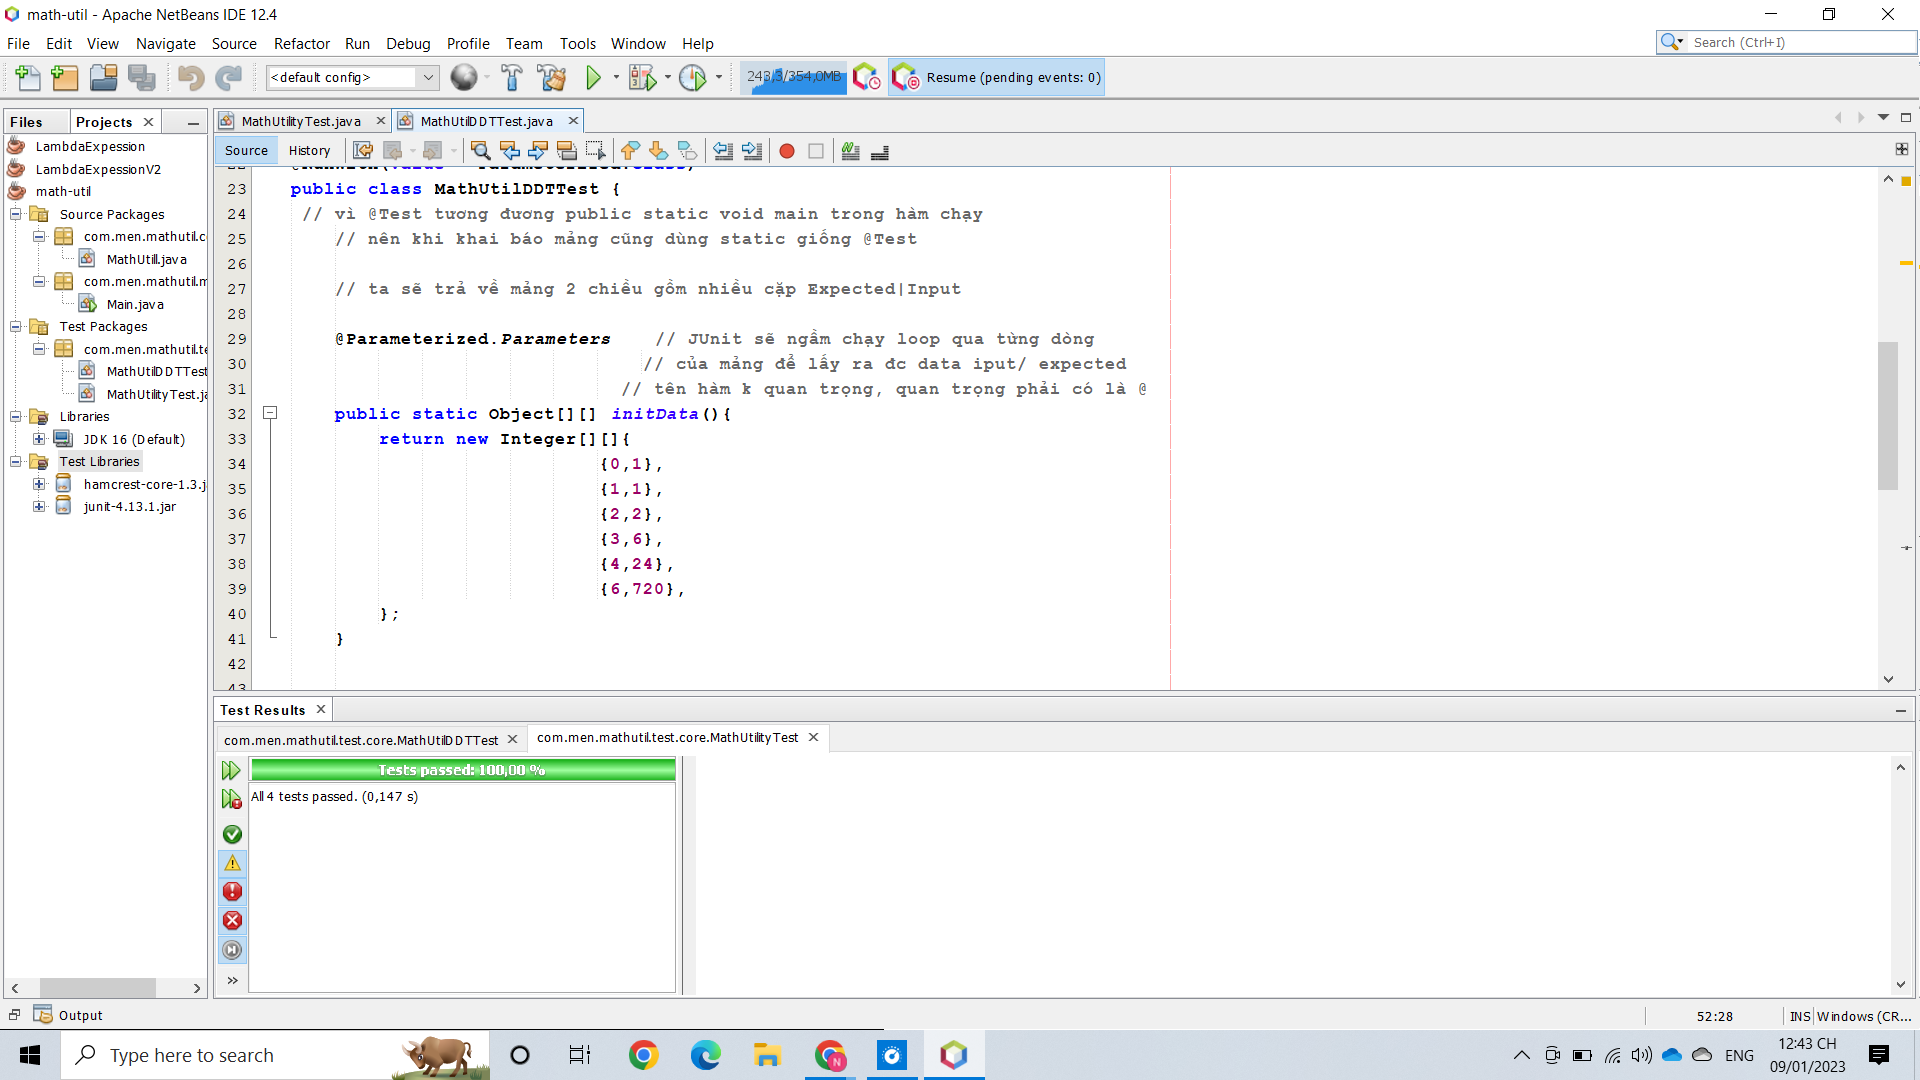 math-util - Apache NetBeans IDE 12.4
File Edit View Navigate Source Refactor Run Debug Profile Team Tools Window Help
Search (Ctrl+I)
<default config>
243,3/354,0MB
Resume (pending events: 0)
Files
Projects
MathUtilityTest.java
MathUtilDDTTest.java
Source History
LambdaExpession
LambdaExpessionV2
math-util
Source Packages
com.men.mathutil.c
MathUtill.java
com.men.mathutil.m
Main.java
Test Packages
com.men.mathutil.te
MathUtilDDTTest
MathUtilityTest.ja
Libraries
JDK 16 (Default)
Test Libraries
hamcrest-core-1.3.j
junit-4.13.1.jar
23 public class MathUtilDDTTest {
24 // vì @Test tương đương public static void main trong hàm chạy
25 // nên khi khai báo mảng cũng dùng static giống @Test
26
27 // ta sẽ trả về mảng 2 chiều gồm nhiều cặp Expected|Input
28
29 @Parameterized.Parameters // JUnit sẽ ngầm chạy loop qua từng dòng
30 // của mảng để lấy ra đc data iput/ expected
31 // tên hàm k quan trọng, quan trọng phải có là @
32 public static Object[][] initData(){
33 return new Integer[][]{
34 {0,1},
35 {1,1},
36 {2,2},
37 {3,6},
38 {4,24},
39 {6,720},
40 };
41 }
42
43
Test Results
com.men.mathutil.test.core.MathUtilDDTTest
com.men.mathutil.test.core.MathUtilityTest
Tests passed: 100,00 %
All 4 tests passed. (0,147 s)
Output
52:28
INS
Windows (CR...
Type here to search
ENG
12:43 CH
09/01/2023